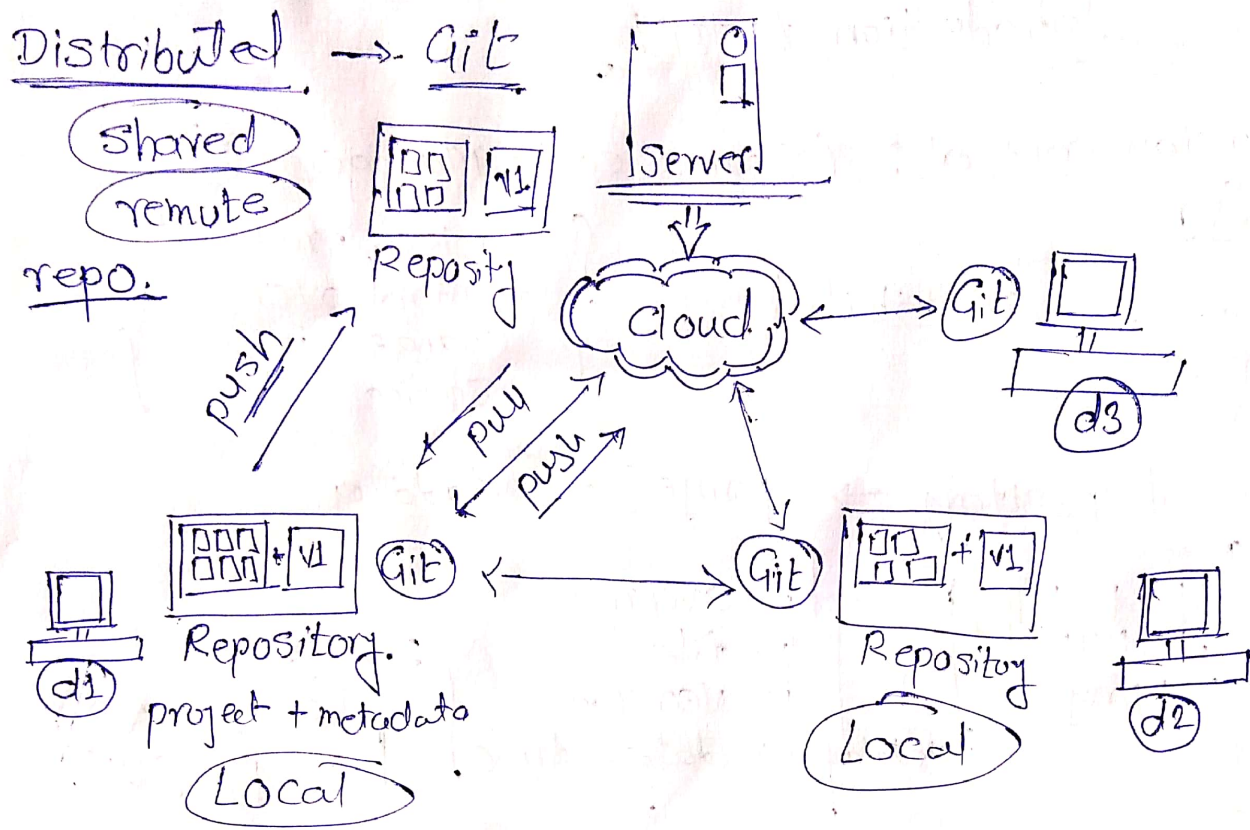 Distributed → Git
Shared
remute
repo.
V1
Reposity
Server
Cloud
Git
d3
push
pull
push
+ V1
Git
Repository.
project + metadata
Local
d1
Git
+ V1
Repository
Local
d2